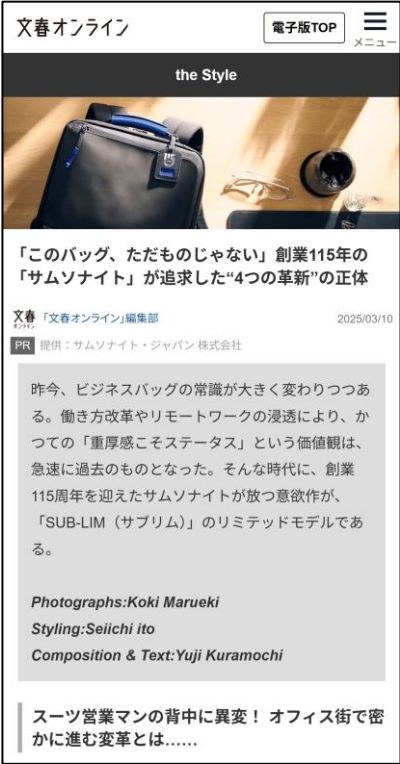 文春オンライン
電子版TOP
メニュー
the Style
「このバッグ、ただものじゃない」創業115年の
「サムソナイト」が追求した“4つの革新”の正体
文春
オンライン
「文春オンライン」編集部
2025/03/10
PR 提供：サムソナイト・ジャパン 株式会社
昨今、ビジネスバッグの常識が大きく変わりつつあ
る。働き方改革やリモートワークの浸透により、か
つての「重厚感こそステータス」という価値観は、
急速に過去のものとなった。そんな時代に、創業
115周年を迎えたサムソナイトが放つ意欲作が、
「SUB-LIM（サブリム）」のリミテッドモデルであ
る。
Photographs:Koki Marueki
Styling:Seiichi ito
Composition & Text:Yuji Kuramochi
スーツ営業マンの背中に異変！ オフィス街で密
かに進む変革とは……